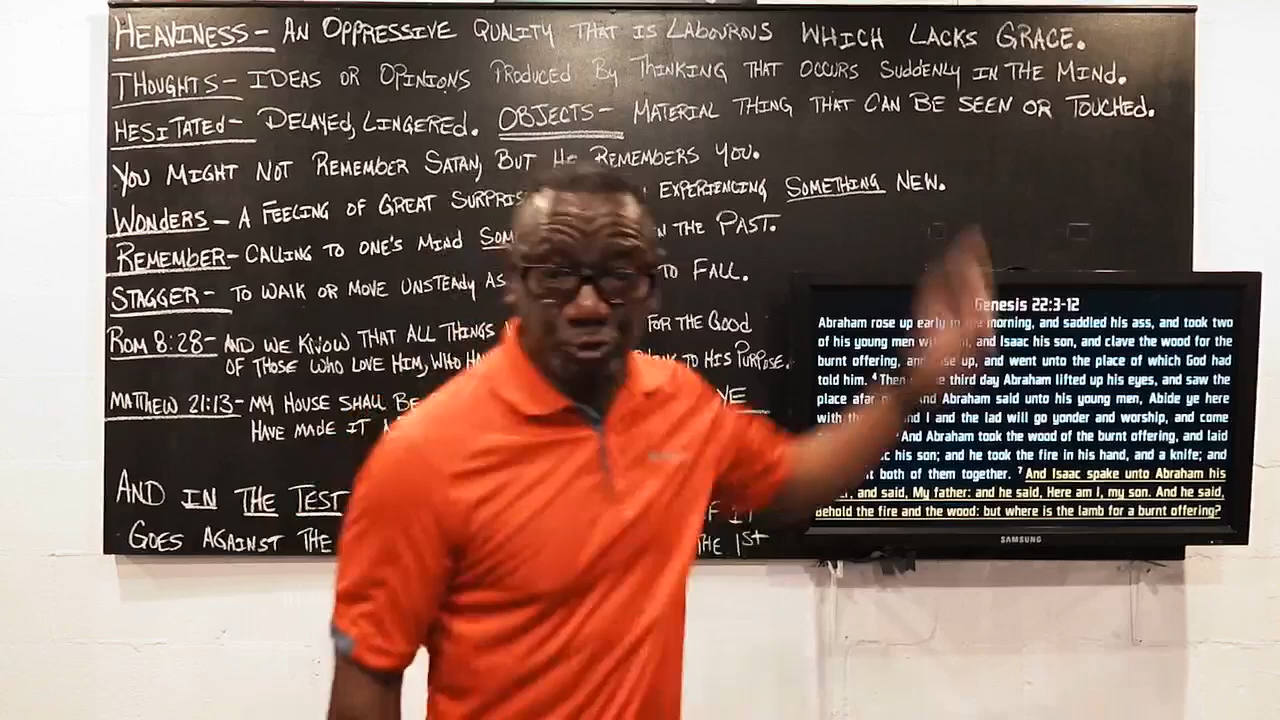 HEAVINESS - AN OPPRESSIVE QUALITY THAT IS LABOUROUS WHICH LACKS GRACE.
THOUGHTS - IDEAS OR OPINIONS PRODUCED BY THINKING THAT OCCURS SUDDENLY IN THE MIND.
HESITATED - DELAYED, LINGERED. OBJECTS - MATERIAL THING THAT CAN BE SEEN OR TOUCHED.
YOU MIGHT NOT REMEMBER SATAN, BUT HE REMEMBERS YOU.
WONDERS - A FEELING OF GREAT EXPERIENCING SOMETHING NEW.
REMEMBER - CALLING TO ONE'S MIND THE PAST.
STAGGER - TO WALK OR MOVE UNSTEADY AS TO FALL.
ROM 8:28 - AND WE KNOW THAT ALL THINGS FOR THE GOOD
OF THOSE WHO LOVE HIM, WHO TO HIS PURPOSE.
MATTHEW 21:13 - MY HOUSE SHALL BE YE
HAVE MADE IT
AND IN THE TEST IF IT
GOES AGAINST THE THE 1ST
Genesis 22:3-12
Abraham rose up early in the morning, and saddled his ass, and took two
of his young men and Isaac his son, and clave the wood for the
burnt offering, and up, and went unto the place of which God had
told him. 4 Then third day Abraham lifted up his eyes, and saw the
place And Abraham said unto his young men, Abide ye here
with and I and the lad will go yonder and worship, and come
And Abraham took the wood of the burnt offering, and laid
his son; and he took the fire in his hand, and a knife; and
both of them together. 7 And Isaac spake unto Abraham his
and said, My father: and he said, Here am I, my son. And he said,
Behold the fire and the wood: but where is the lamb for a burnt offering?
SAMSUNG